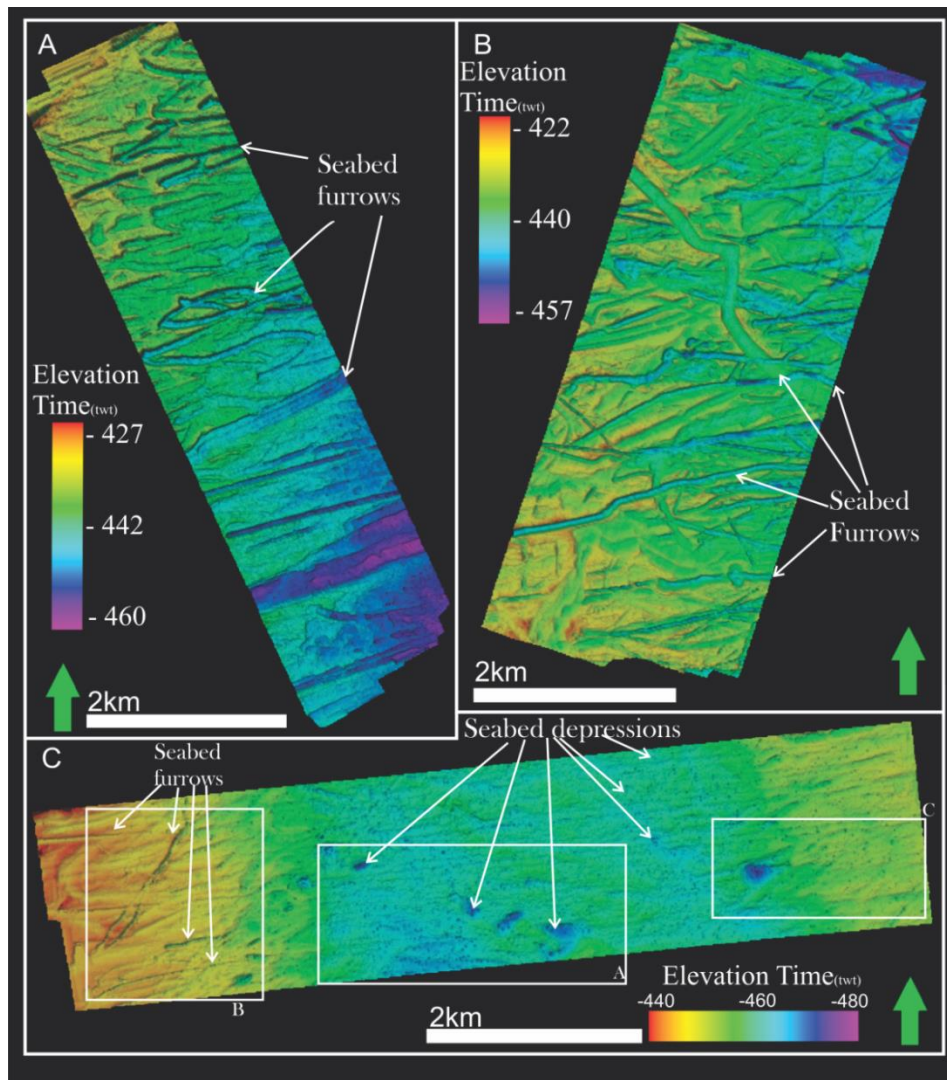 A
Elevation
Time(twt)
- 427
- 442
- 460
Seabed
furrows
2km
B
Elevation
Time(twt)
- 422
- 440
- 457
Seabed
Furrows
2km
C
Seabed
furrows
Seabed depressions
B
A
C
2km
Elevation Time(twt)
-440
-460
-480